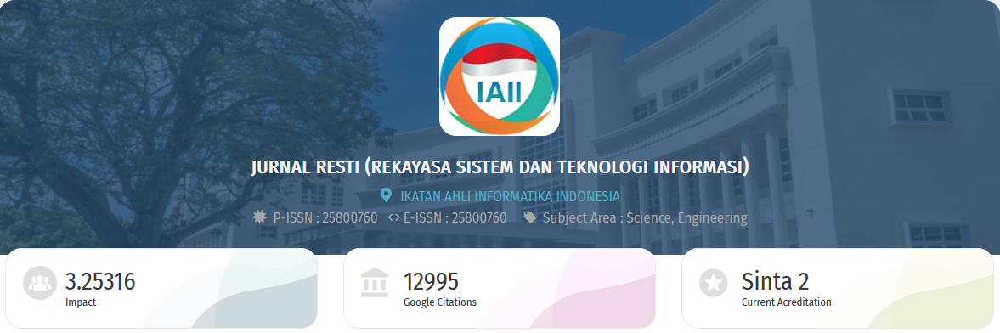 IAII
JURNAL RESTI (REKAYASA SISTEM DAN TEKNOLOGI INFORMASI)
IKATAN AHLI INFORMATIKA INDONESIA
P-ISSN : 25800760 <> E-ISSN : 25800760 Subject Area : Science, Engineering
3.25316
Impact
12995
Google Citations
Sinta 2
Current Acreditation